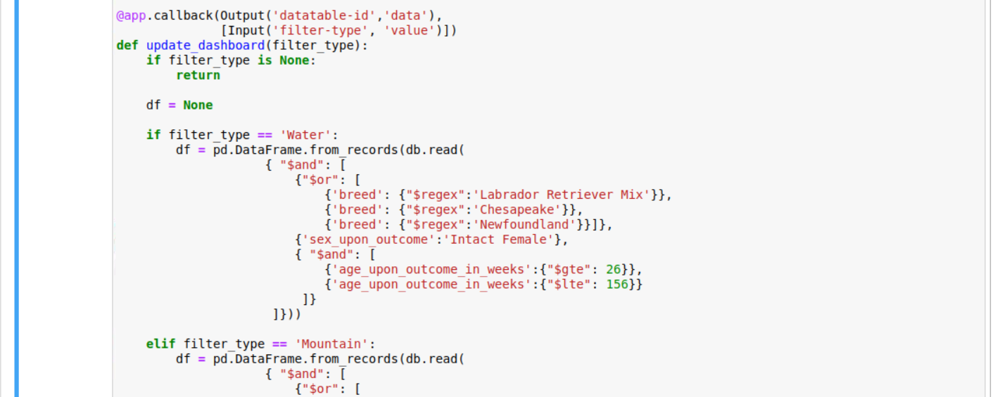 @app.callback(Output('datatable-id','data'),
              [Input('filter-type', 'value')])
def update_dashboard(filter_type):
    if filter_type is None:
        return
    df = None
    if filter_type == 'Water':
        df = pd.DataFrame.from_records(db.read(
                    { "$and": [
                        {"$or": [
                            {'breed': {"$regex":'Labrador Retriever Mix'}},
                            {'breed': {"$regex":'Chesapeake'}},
                            {'breed': {"$regex":'Newfoundland'}}]},
                        {'sex_upon_outcome':'Intact Female'},
                        { "$and": [
                            {'age_upon_outcome_in_weeks':{"$gte": 26}},
                            {'age_upon_outcome_in_weeks':{"$lte": 156}}
                         ]}
                     ]}))
    elif filter_type == 'Mountain':
        df = pd.DataFrame.from_records(db.read(
                    { "$and": [
                        {"$or": [